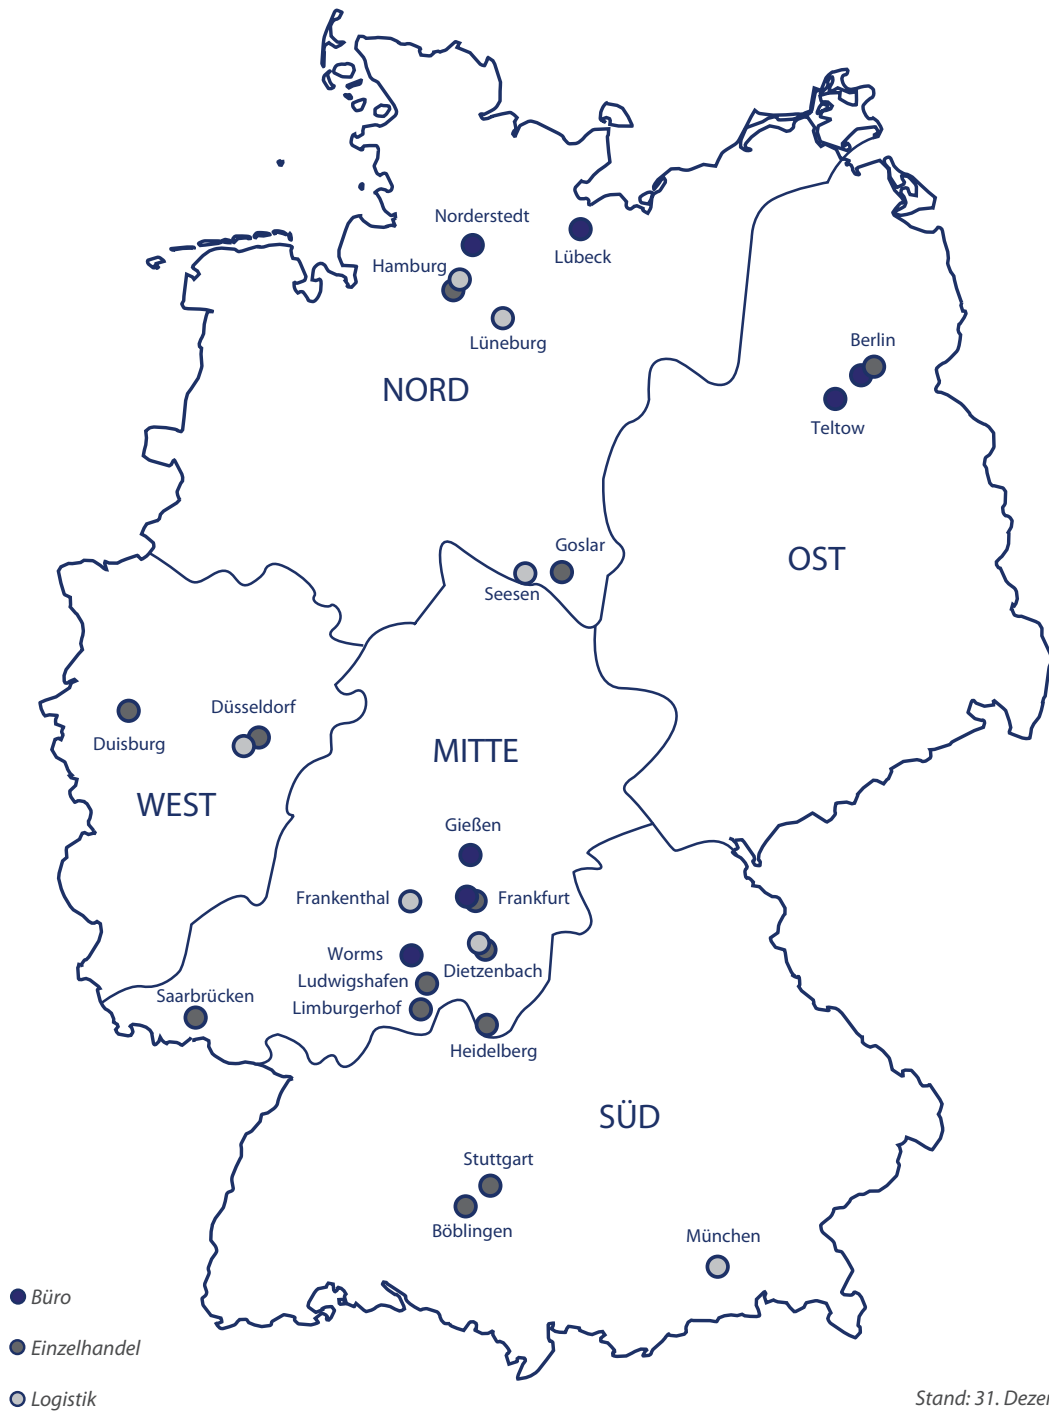 Norderstedt
Lübeck
Hamburg
Lüneburg
NORD
Berlin
Teltow
Goslar
OST
Seesen
Düsseldorf
Duisburg
MITTE
WEST
Gießen
Frankenthal
Frankfurt
Worms
Dietzenbach
Ludwigshafen
Saarbrücken
Limburgerhof
Heidelberg
SÜD
Stuttgart
Böblingen
München
Büro
Einzelhandel
Logistik
Stand: 31. Dezer